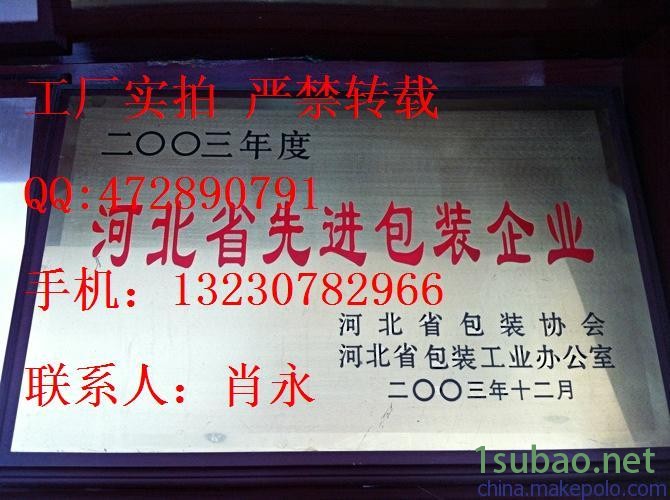 工厂实拍 严禁转载
二〇〇三年度
QQ:472890791
河北省先进包装企业
手机：13230782966
河北省包装协会
河北省包装工业办公室
联系人：肖永
二〇〇三年十二月
1subao.net
china.makepolo.com